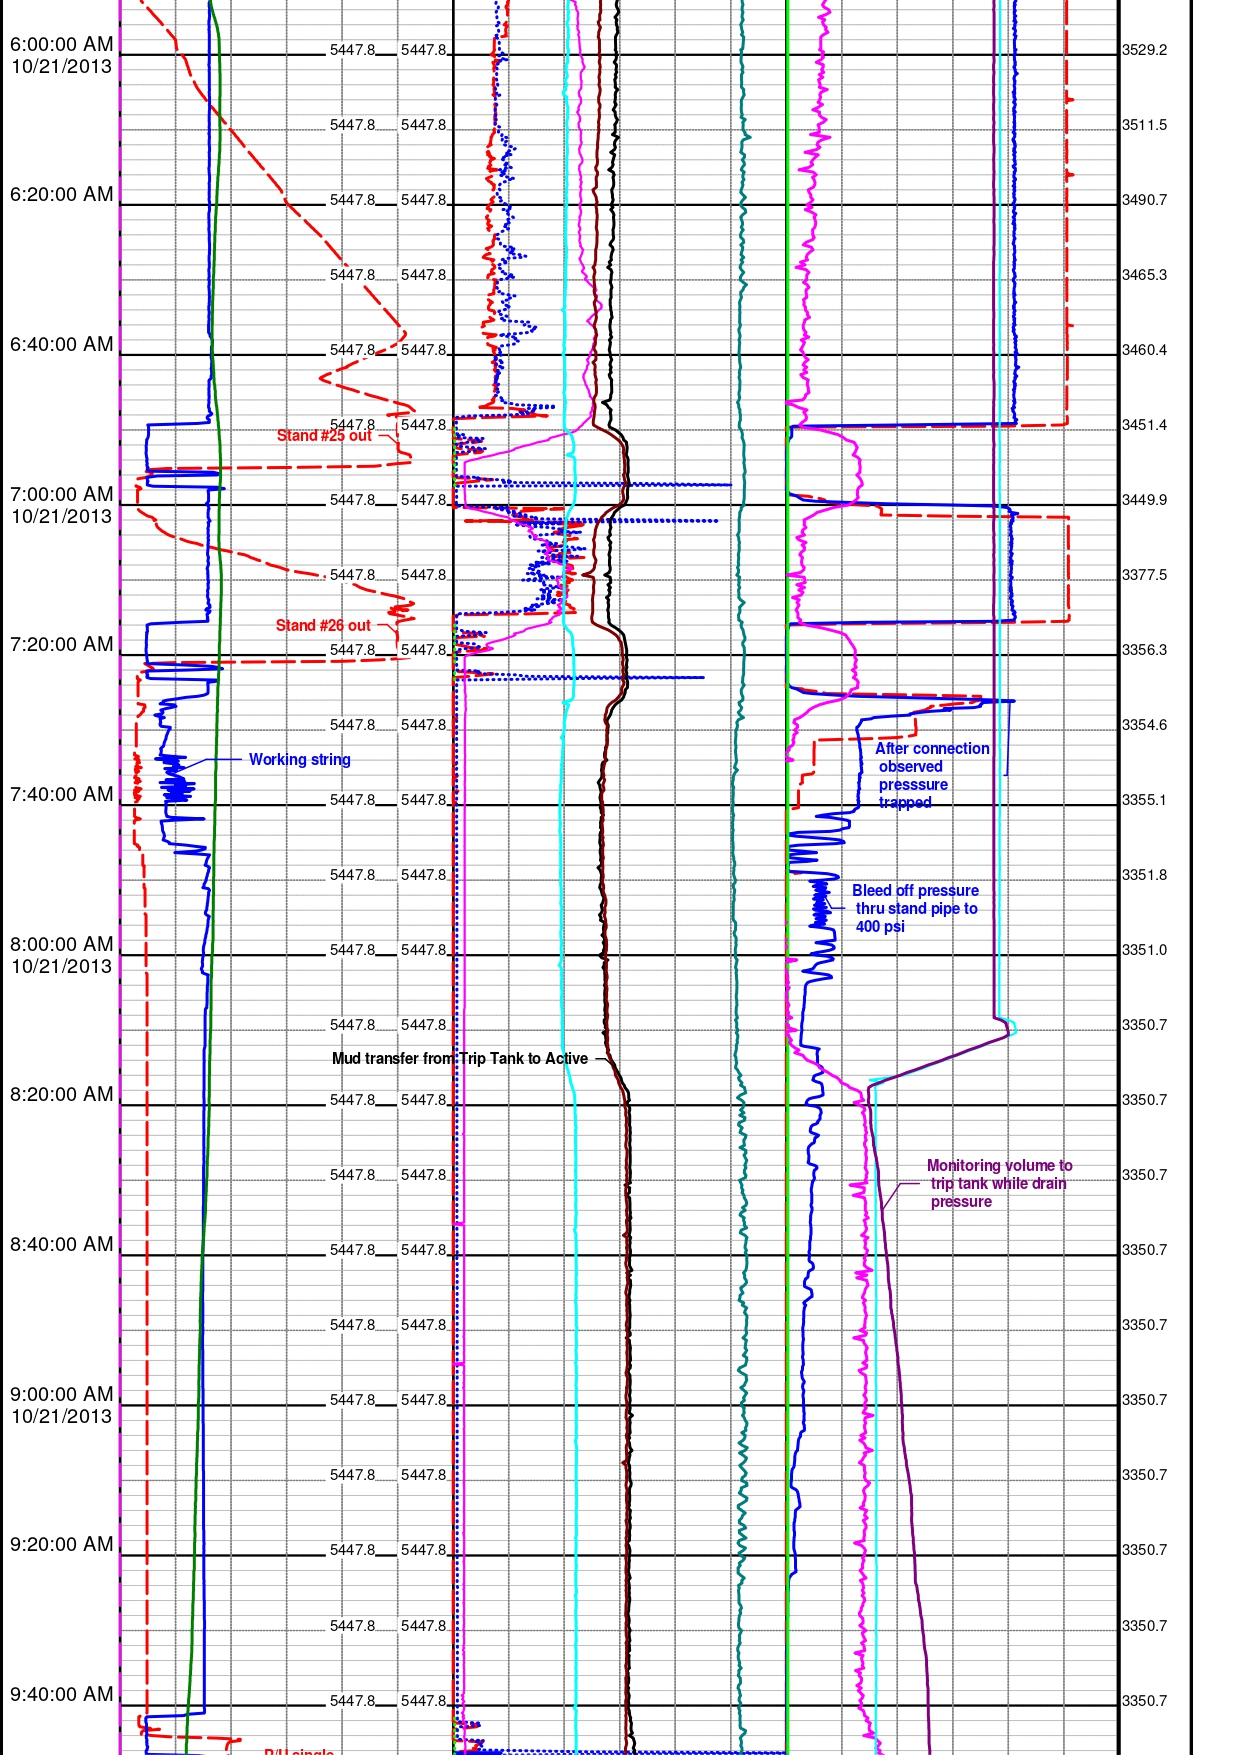 6:00:00 AM 5447.8 5447.8 3529.2
10/21/2013
5447.8 5447.8 3511.5
6:20:00 AM 5447.8 5447.8 3490.7
5447.8 5447.8 3465.3
6:40:00 AM 5447.8 5447.8 3460.4
5447.8 5447.8 3451.4
Stand #25 out
7:00:00 AM 5447.8 5447.8 3449.9
10/21/2013
5447.8 5447.8 3377.5
Stand #26 out
7:20:00 AM 5447.8 5447.8 3356.3
5447.8 5447.8 3354.6
Working string
After connection
observed
presssure
trapped
7:40:00 AM 5447.8 5447.8 3355.1
5447.8 5447.8 3351.8
Bleed off pressure
thru stand pipe to
400 psi
8:00:00 AM 5447.8 5447.8 3351.0
10/21/2013
5447.8 5447.8 3350.7
Mud transfer from Trip Tank to Active
8:20:00 AM 5447.8 5447.8 3350.7
5447.8 5447.8 3350.7
Monitoring volume to
trip tank while drain
pressure
8:40:00 AM 5447.8 5447.8 3350.7
5447.8 5447.8 3350.7
9:00:00 AM 5447.8 5447.8 3350.7
10/21/2013
5447.8 5447.8 3350.7
9:20:00 AM 5447.8 5447.8 3350.7
5447.8 5447.8 3350.7
9:40:00 AM 5447.8 5447.8 3350.7
single